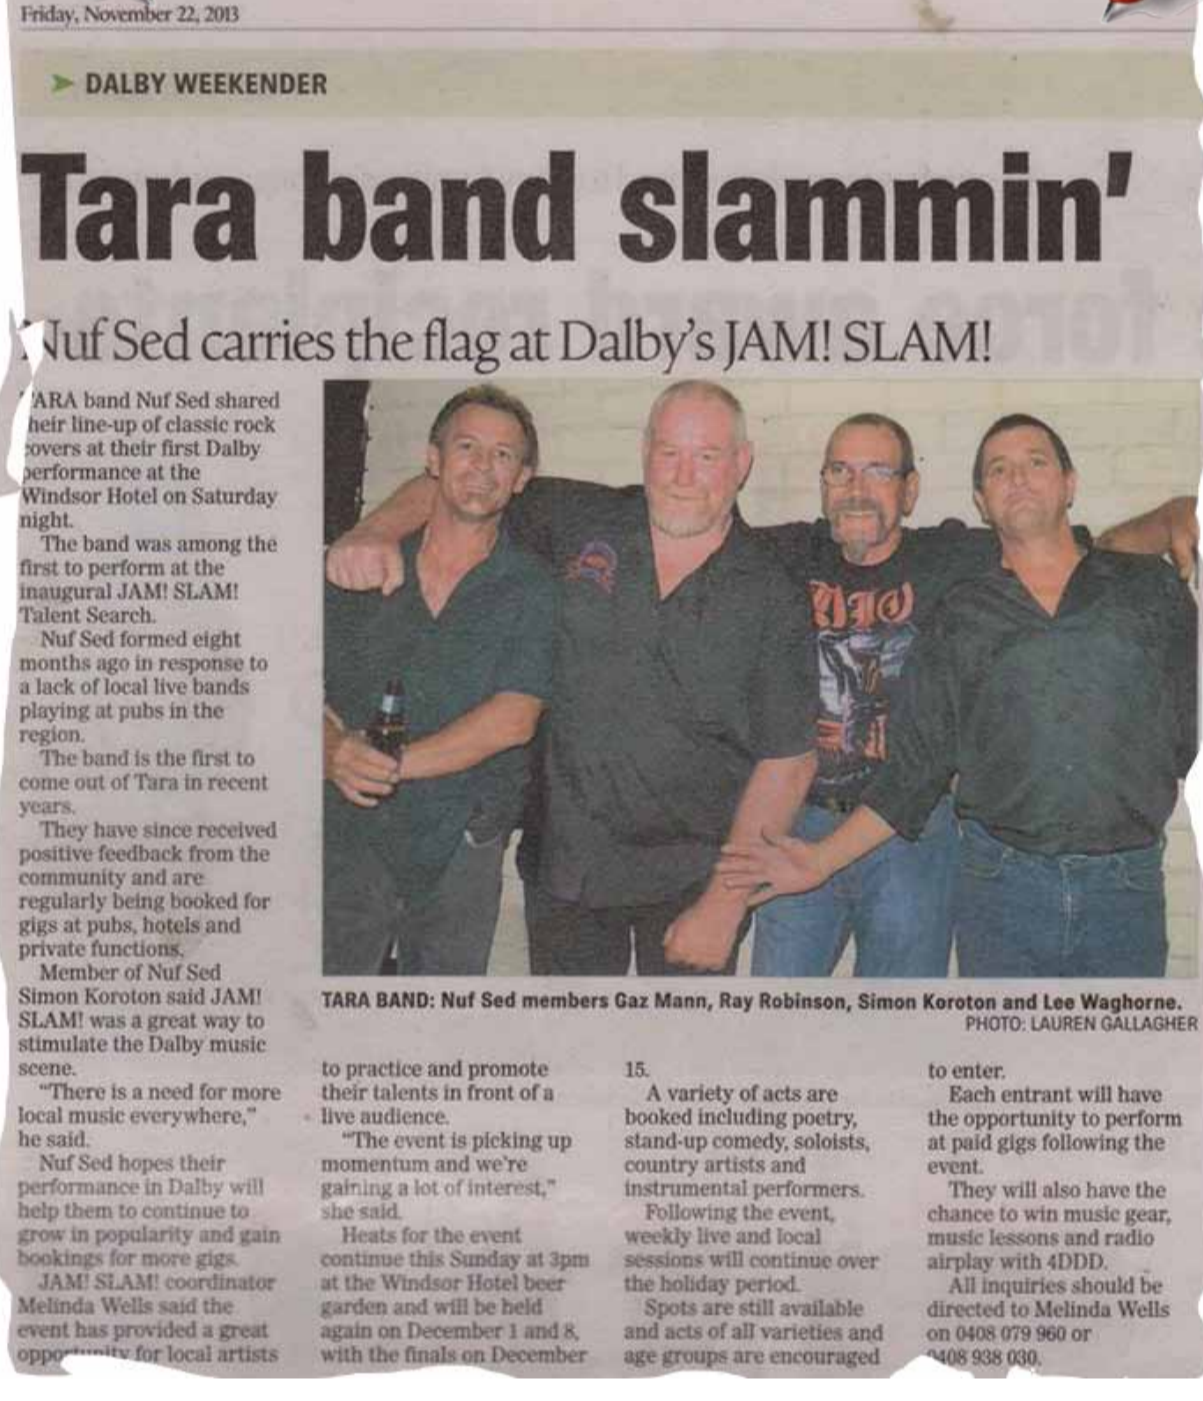 Friday, November 22, 2013
DALBY WEEKENDER
Tara band slammin'
Nuf Sed carries the flag at Dalby's JAM! SLAM!
TARA band Nuf Sed shared
their line-up of classic rock
covers at their first Dalby
performance at the
Windsor Hotel on Saturday
night.
The band was among the
first to perform at the
inaugural JAM! SLAM!
Talent Search.
Nuf Sed formed eight
months ago in response to
a lack of local live bands
playing at pubs in the
region.
The band is the first to
come out of Tara in recent
years.
They have since received
positive feedback from the
community and are
regularly being booked for
gigs at pubs, hotels and
private functions.
Member of Nuf Sed
Simon Koroton said JAM!
SLAM! was a great way to
stimulate the Dalby music
scene.
"There is a need for more
local music everywhere,"
he said.
Nuf Sed hopes their
performance in Dalby will
help them to continue to
grow in popularity and gain
bookings for more gigs.
JAM! SLAM! coordinator
Melinda Wells said the
event has provided a great
opportunity for local artists
DIO
TARA BAND: Nuf Sed members Gaz Mann, Ray Robinson, Simon Koroton and Lee Waghorne.
PHOTO: LAUREN GALLAGHER
to practice and promote
their talents in front of a
live audience.
"The event is picking up
momentum and we're
gaining a lot of interest,"
she said.
Heats for the event
continue this Sunday at 3pm
at the Windsor Hotel beer
garden and will be held
again on December 1 and 8,
with the finals on December
15.
A variety of acts are
booked including poetry,
stand-up comedy, soloists,
country artists and
instrumental performers.
Following the event,
weekly live and local
sessions will continue over
the holiday period.
Spots are still available
and acts of all varieties and
age groups are encouraged
to enter.
Each entrant will have
the opportunity to perform
at paid gigs following the
event.
They will also have the
chance to win music gear,
music lessons and radio
airplay with 4DDD.
All inquiries should be
directed to Melinda Wells
on 0408 079 960 or
0408 938 030.